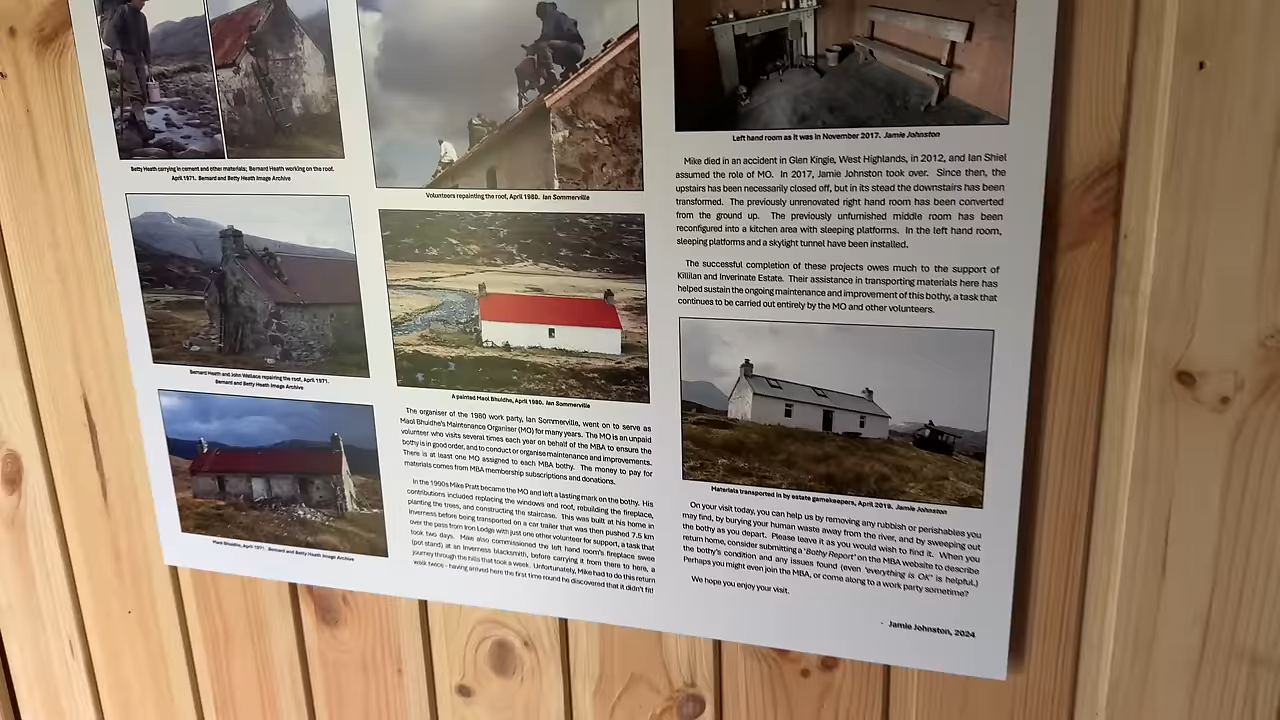 Betty Heath carrying in cement and other materials; Bernard Heath working on the roof.
April 1971. Bernard and Betty Heath Image Archive
Bernard Heath and John Wallace repairing the roof, April 1971.
Bernard and Betty Heath Image Archive
Maol Bhuidhe, April 1971. Bernard and Betty Heath Image Archive
Volunteers repainting the roof, April 1980. Ian Sommerville
A painted Maol Bhuidhe, April 1980. Ian Sommerville
The organiser of the 1980 work party, Ian Sommerville, went on to serve as
Maol Bhuidhe's Maintenance Organiser (MO) for many years. The MO is an unpaid
volunteer who visits several times each year on behalf of the MBA to ensure the
bothy is in good order, and to conduct or organise maintenance and improvements.
There is at least one MO assigned to each MBA bothy. The money to pay for
materials comes from MBA membership subscriptions and donations.
In the 1990s Mike Pratt became the MO and left a lasting mark on the bothy. His
contributions included replacing the windows and roof, rebuilding the fireplace,
planting the trees, and constructing the staircase. This was built at his home in
Inverness before being transported on a car trailer that was then pushed 7.5 km
over the pass from Iron Lodge with just one other volunteer for support, a task that
took two days. Mike also commissioned the left hand room's fireplace swee
(pot stand) at an Inverness blacksmith, before carrying it from there to here, a
journey through the hills that took a week. Unfortunately, Mike had to do this return
walk twice - having arrived here the first time round he discovered that it didn't fit!
Left hand room as it was in November 2017. Jamie Johnston
Mike died in an accident in Glen Kingie, West Highlands, in 2012, and Ian Shiel
assumed the role of MO. In 2017, Jamie Johnston took over. Since then, the
upstairs has been necessarily closed off, but in its stead the downstairs has been
transformed. The previously unrenovated right hand room has been converted
from the ground up. The previously unfurnished middle room has been
reconfigured into a kitchen area with sleeping platforms. In the left hand room,
sleeping platforms and a skylight tunnel have been installed.
The successful completion of these projects owes much to the support of
Killilan and Inverinate Estate. Their assistance in transporting materials here has
helped sustain the ongoing maintenance and improvement of this bothy, a task that
continues to be carried out entirely by the MO and other volunteers.
Materials transported in by estate gamekeepers, April 2019. Jamie Johnston
On your visit today, you can help us by removing any rubbish or perishables you
may find, by burying your human waste away from the river, and by sweeping out
the bothy as you depart. Please leave it as you would wish to find it. When you
return home, consider submitting a 'Bothy Report' on the MBA website to describe
the bothy's condition and any issues found (even "everything is OK" is helpful.)
Perhaps you might even join the MBA, or come along to a work party sometime?
We hope you enjoy your visit.
- Jamie Johnston, 2024